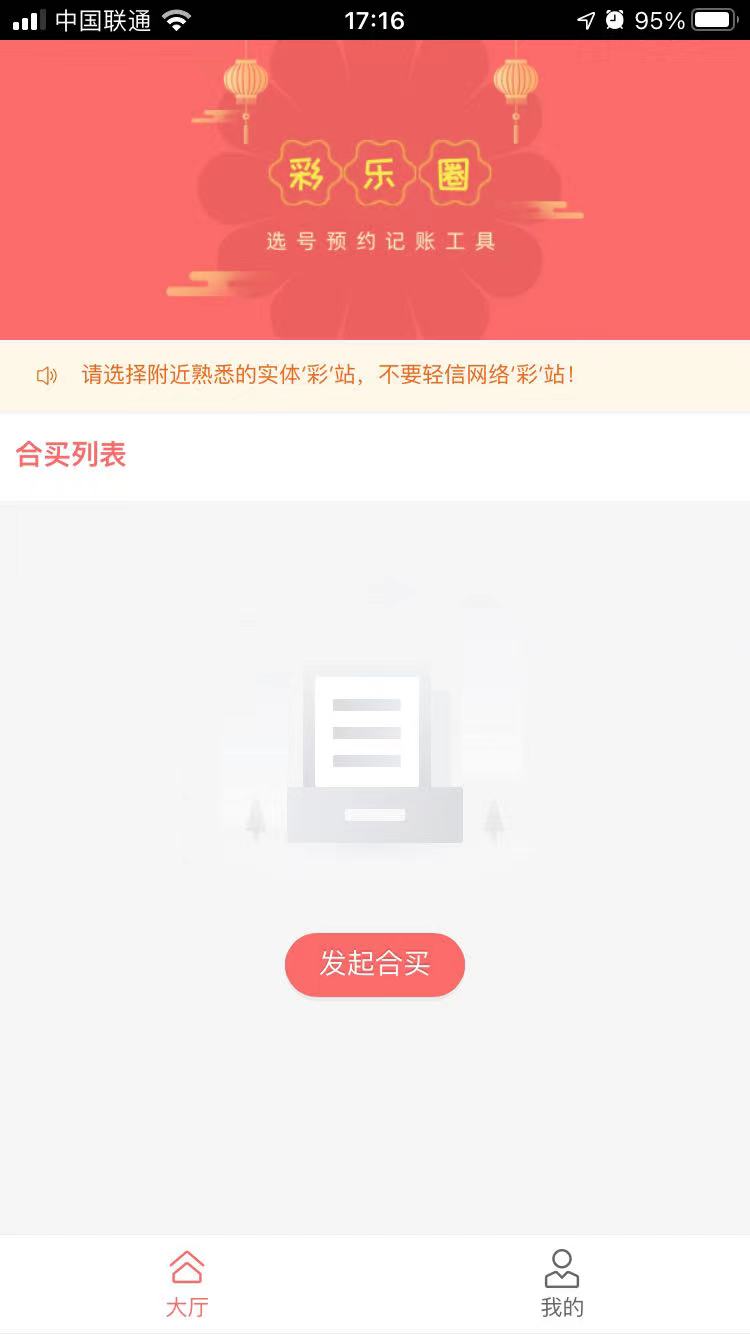 中国联通 17:16 95%
彩乐圈
选号预约记账工具
请选择附近熟悉的实体‘彩’站，不要轻信网络‘彩’站！
合买列表
发起合买
大厅 我的